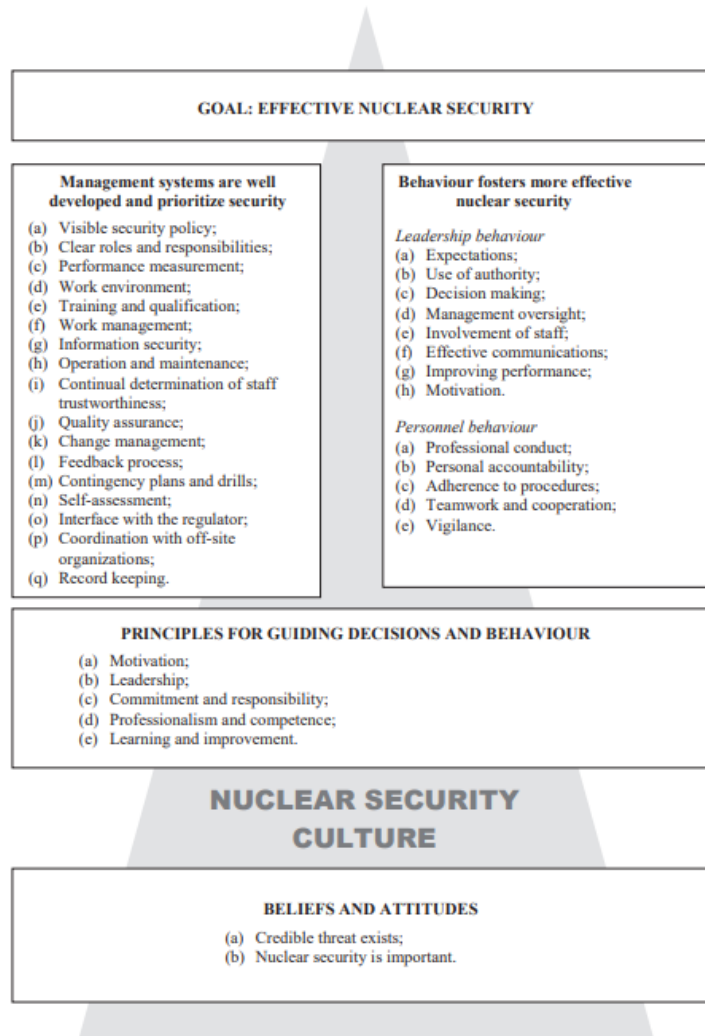 GOAL: EFFECTIVE NUCLEAR SECURITY
Management systems are well
developed and prioritize security
(a) Visible security policy;
(b) Clear roles and responsibilities;
(c) Performance measurement;
(d) Work environment;
(e) Training and qualification;
(f) Work management;
(g) Information security;
(h) Operation and maintenance;
(i) Continual determination of staff
trustworthiness;
(j) Quality assurance;
(k) Change management;
(l) Feedback process;
(m) Contingency plans and drills;
(n) Self-assessment;
(o) Interface with the regulator;
(p) Coordination with off-site
organizations;
(q) Record keeping.
Behaviour fosters more effective
nuclear security
Leadership behaviour
(a) Expectations;
(b) Use of authority;
(c) Decision making;
(d) Management oversight;
(e) Involvement of staff;
(f) Effective communications;
(g) Improving performance;
(h) Motivation.
Personnel behaviour
(a) Professional conduct;
(b) Personal accountability;
(c) Adherence to procedures;
(d) Teamwork and cooperation;
(e) Vigilance.
PRINCIPLES FOR GUIDING DECISIONS AND BEHAVIOUR
(a) Motivation;
(b) Leadership;
(c) Commitment and responsibility;
(d) Professionalism and competence;
(e) Learning and improvement.
NUCLEAR SECURITY
CULTURE
BELIEFS AND ATTITUDES
(a) Credible threat exists;
(b) Nuclear security is important.